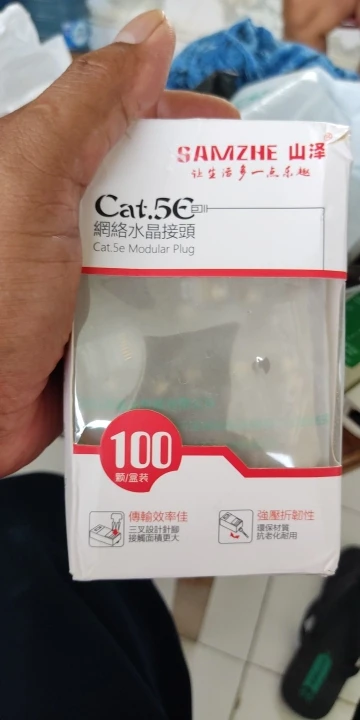 SAMZHE 山泽®
让生活多一点乐趣
Cat.5E
網絡水晶接頭
Cat.5e Modular Plug
100
颗/盒装
傳輸效率佳
三叉設計針腳
接觸面積更大
強壓折韌性
環保材質
抗老化耐用